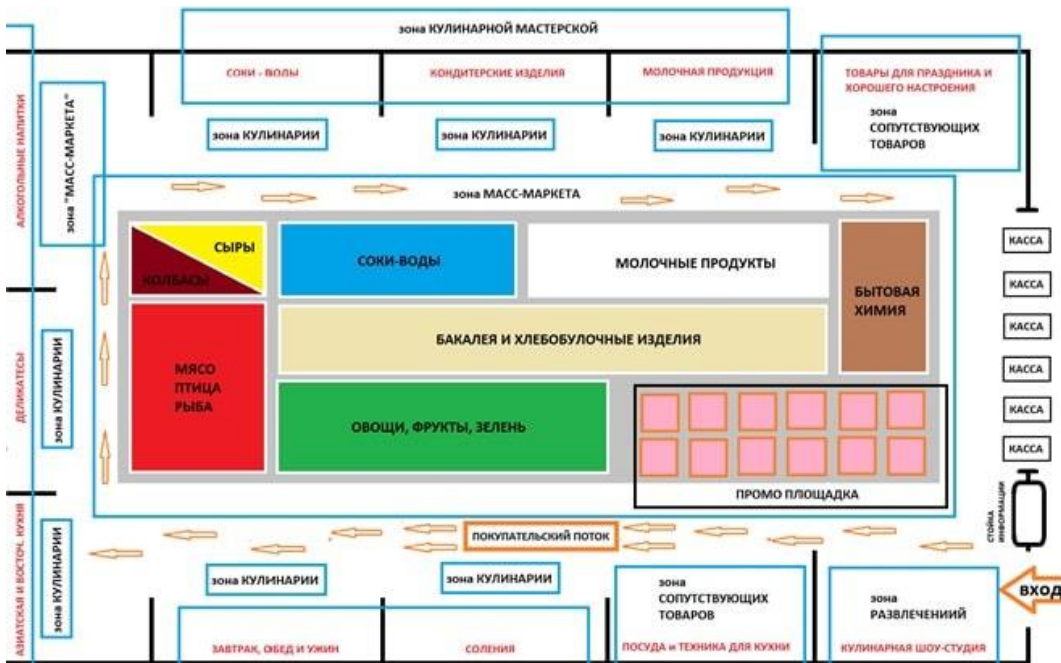 зона КУЛИНАРНОЙ МАСТЕРСКОЙ
СОКИ - ВОДЫ
КОНДИТЕРСКИЕ ИЗДЕЛИЯ
МОЛОЧНАЯ ПРОДУКЦИЯ
ТОВАРЫ ДЛЯ ПРАЗДНИКА И
ХОРОШЕГО НАСТРОЕНИЯ
зона
СОПУТСТВУЮЩИХ
ТОВАРОВ
зона КУЛИНАРИИ
зона КУЛИНАРИИ
зона КУЛИНАРИИ
АЛКОГОЛЬНЫЕ НАПИТКИ
зона "МАСС-МАРКЕТА"
зона МАСС-МАРКЕТА
СЫРЫ
КОЛБАСЫ
СОКИ-ВОДЫ
МОЛОЧНЫЕ ПРОДУКТЫ
БЫТОВАЯ
ХИМИЯ
КАССА
КАССА
КАССА
КАССА
КАССА
КАССА
ДЕЛИКАТЕСЫ
зона КУЛИНАРИИ
МЯСО
ПТИЦА
РЫБА
БАКАЛЕЯ И ХЛЕБОБУЛОЧНЫЕ ИЗДЕЛИЯ
ОВОЩИ, ФРУКТЫ, ЗЕЛЕНЬ
ПРОМО ПЛОЩАДКА
СТОЙКА
ИНФОРМАЦИИ
ПОКУПАТЕЛЬСКИЙ ПОТОК
АЗИАТСКАЯ И ВОСТОЧ. КУХНЯ
зона КУЛИНАРИИ
зона КУЛИНАРИИ
зона КУЛИНАРИИ
зона
СОПУТСТВУЮЩИХ
ТОВАРОВ
зона
РАЗВЛЕЧЕНИИЙ
ВХОД
ЗАВТРАК, ОБЕД И УЖИН
СОЛЕНИЯ
ПОСУДА и ТЕХНИКА ДЛЯ КУХНИ
КУЛИНАРНАЯ ШОУ-СТУДИЯ